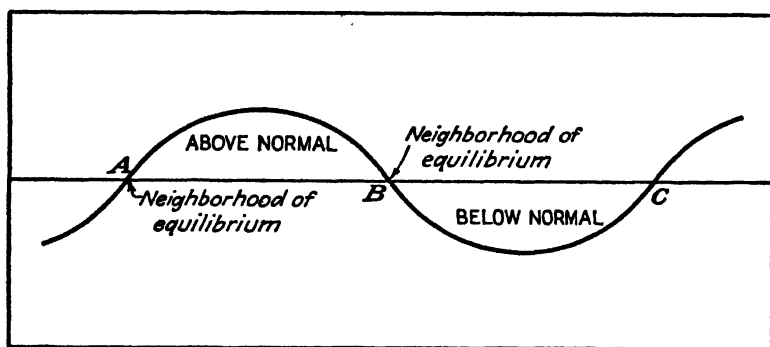 ABOVE NORMAL
Neighborhood of
equilibrium
A
Neighborhood of
equilibrium
B
BELOW NORMAL
C